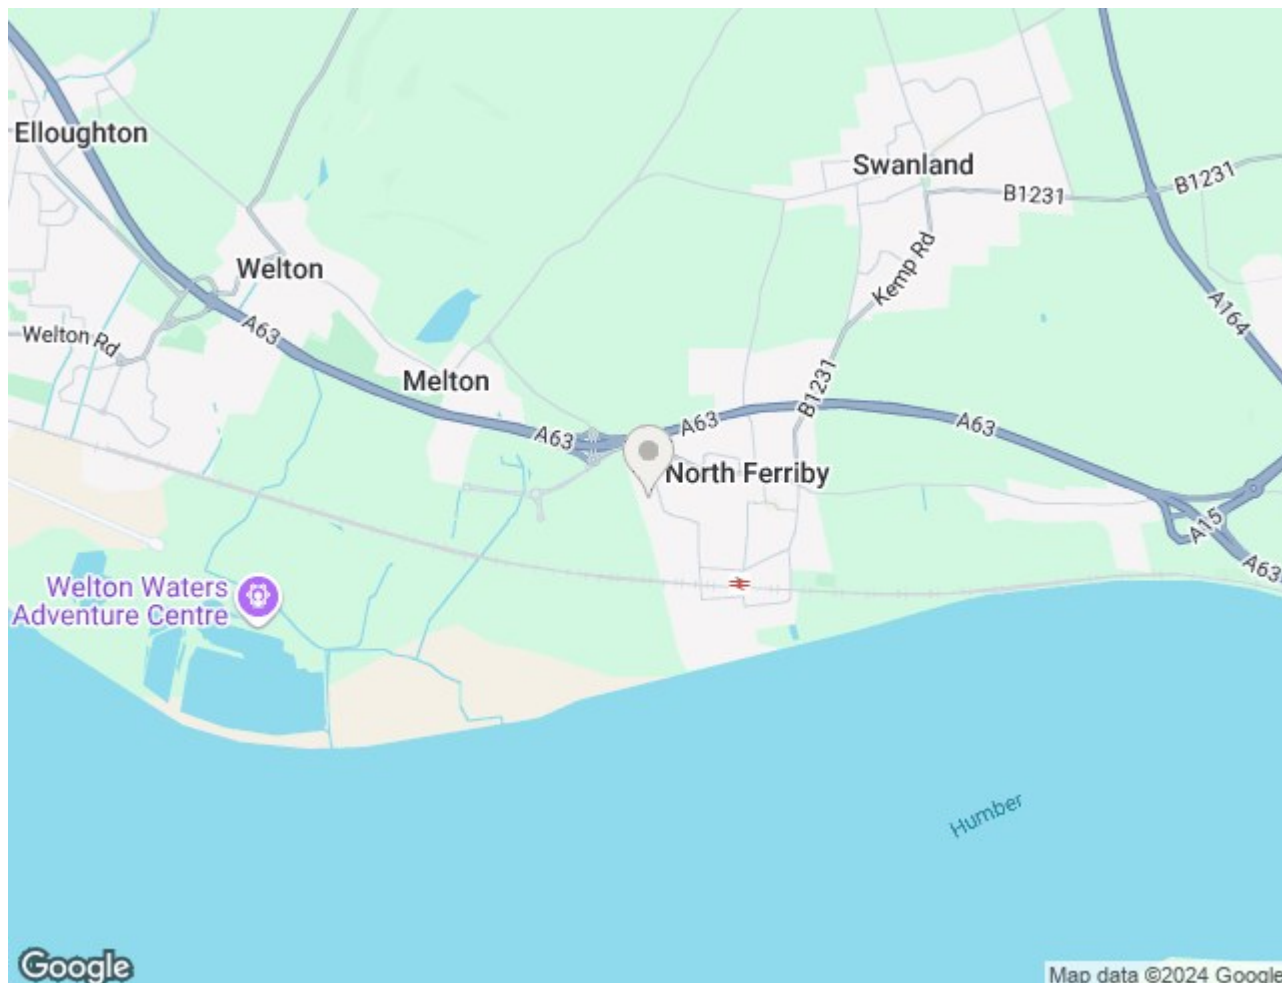 Elloughton
Swanland
B1231
B1231
Kemp Rd
Welton
A164
Welton Rd
A63
Melton
B1231
A63
A63
A63
North Ferriby
A15
A63
Welton Waters
Adventure Centre
Humber
Google
Map data ©2024 Google